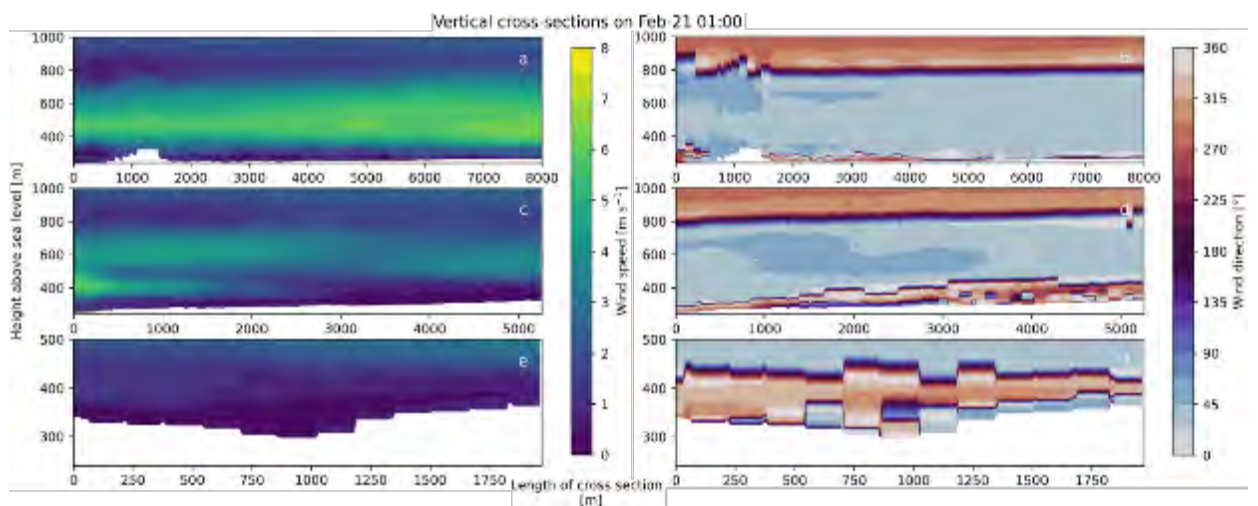 Vertical cross-sections on Feb-21 01:00
Height above sea level [m]
1000
800
600
400
a
0 1000 2000 3000 4000 5000 6000 7000 8000
1000
800
600
400
c
0 1000 2000 3000 4000 5000
500
400
300
e
0 250 500 750 1000 1250 1500 1750
8
7
6
5
4
3
2
1
0
Wind speed [m s⁻¹]
1000
800
600
400
b
0 1000 2000 3000 4000 5000 6000 7000 8000
1000
800
600
400
d
0 1000 2000 3000 4000 5000
500
400
300
0 250 500 750 1000 1250 1500 1750
360
315
270
225
180
135
90
45
0
Wind direction [°]
Length of cross section
[m]